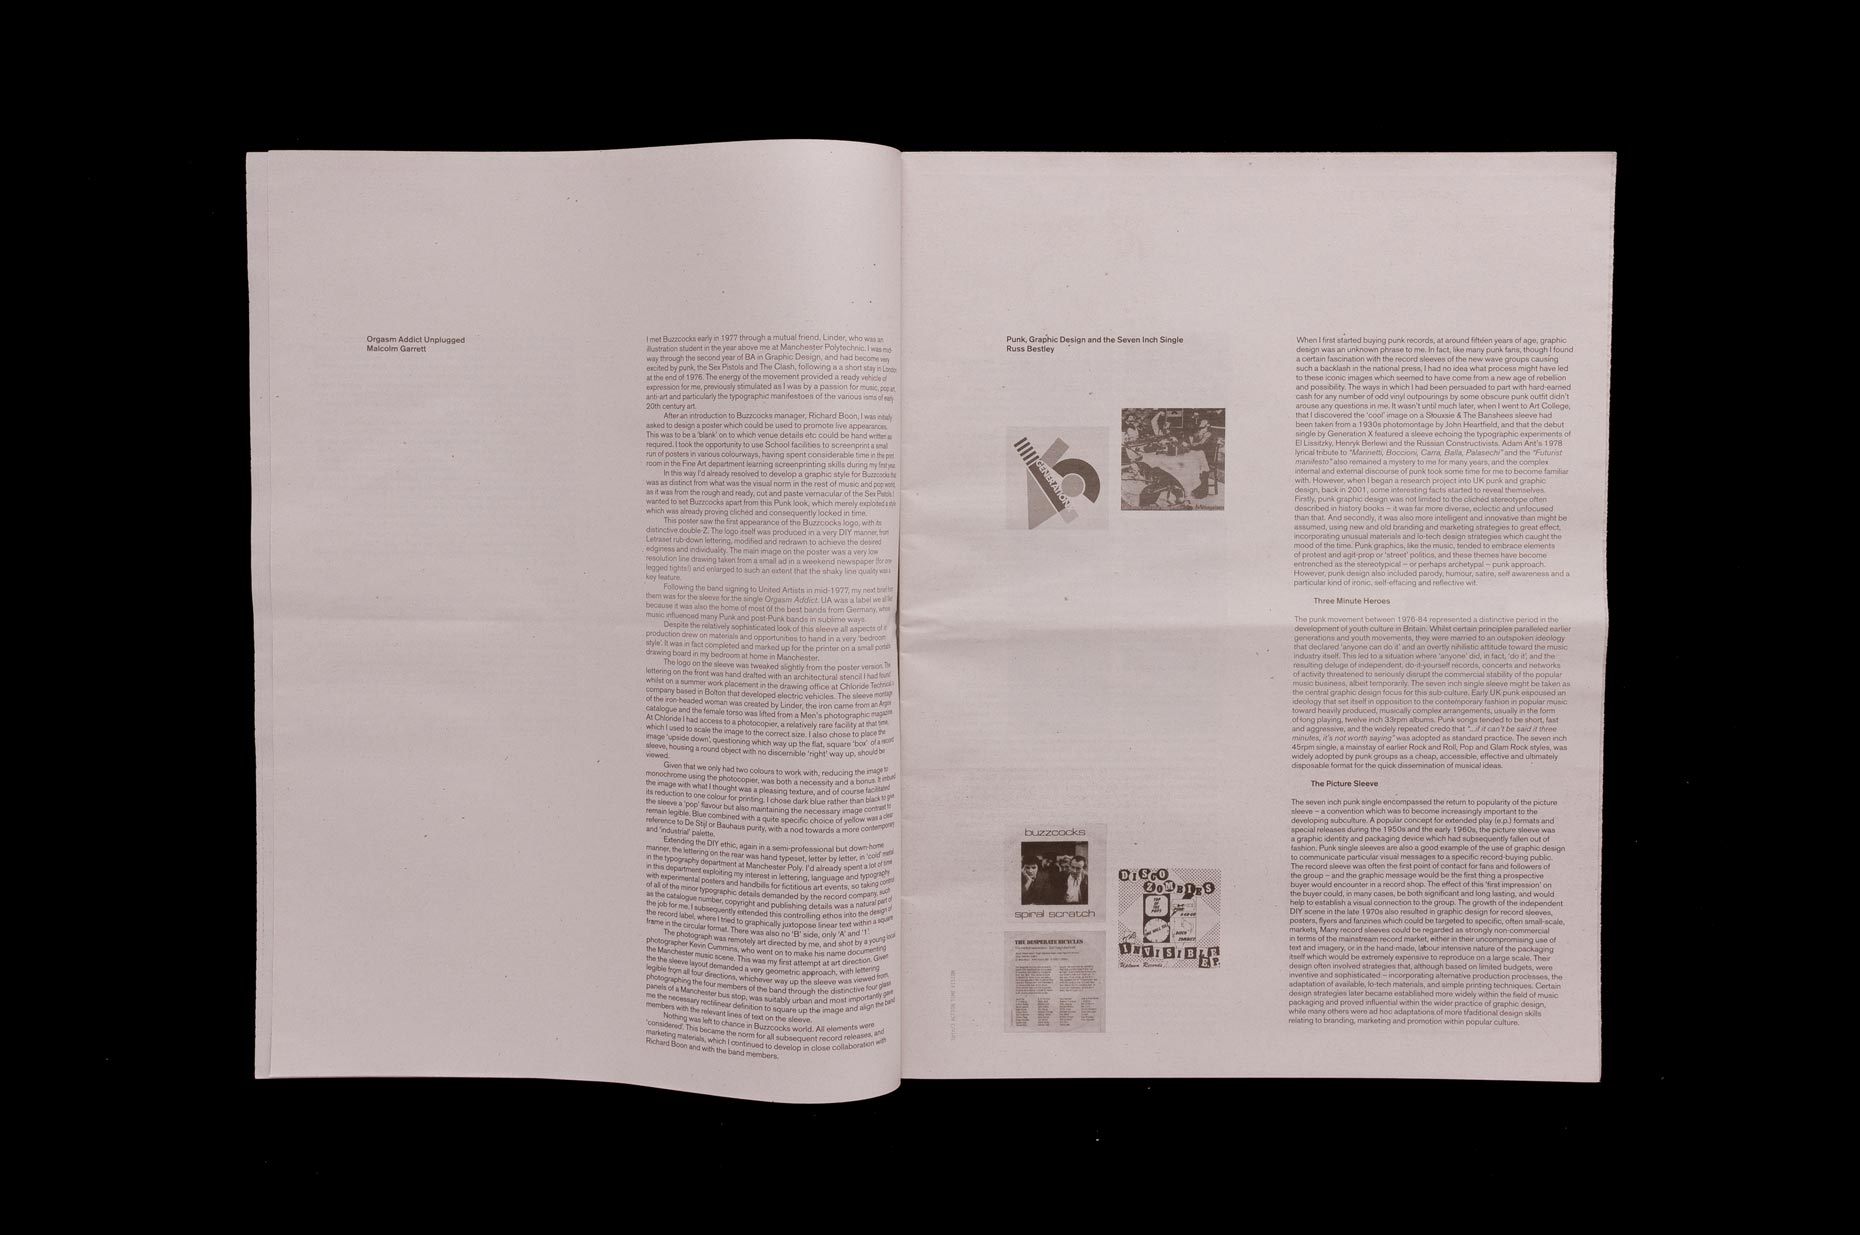 Orgasm Addict Unplugged
Malcolm Garrett
I met Buzzcocks early in 1977 through a mutual friend, Linder, who was an
illustration student in the year above me at Manchester Polytechnic. I was mid-
way through the second year of BA in Graphic Design, and had become very
excited by punk, the Sex Pistols and The Clash, following a a short stay in London
at the end of 1976. The energy of the movement provided a ready vehicle of
expression for me, previously stimulated as I was by a passion for music, pop art,
anti-art and particularly the typographic manifestoes of the various isms of early
20th century art.
After an introduction to Buzzcocks manager, Richard Boon, I was initially
asked to design a poster which could be used to promote live appearances.
This was to be a 'blank' on to which venue details etc could be hand written as
required. I took the opportunity to use School facilities to screenprint a small
run of posters in various colourways, having spent considerable time in the print
room in the Fine Art department learning screenprinting skills during my first year.
In this way I'd already resolved to develop a graphic style for Buzzcocks that
was as distinct from what was the visual norm in the rest of music and pop world,
as it was from the rough and ready, cut and paste vernacular of the Sex Pistols. I
wanted to set Buzzcocks apart from this Punk look, which merely exploited a style
which was already proving cliched and consequently locked in time.
This poster saw the first appearance of the Buzzcocks logo, with its
distinctive double Z. The logo itself was produced in a very DIY manner, from
Letraset rub-down lettering, modified and redrawn to achieve the desired
edginess and individuality. The main image on the poster was a very low
resolution line drawing taken from a small ad in a weekend newspaper (for one-
legged tights!) and enlarged to such an extent that the shaky line quality was a
key feature.
Following the band signing to United Artists in mid-1977, my next brief for
them was for the sleeve for the single Orgasm Addict. UA was a label we all
because it was also the home of most of the best bands from Germany, whose
music influenced many Punk and post-Punk bands in sublime ways.
Despite the relatively sophisticated look of this sleeve all aspects of it
production drew on materials and opportunities to hand in a very 'bedroom
style'. It was in fact completed and marked up for the printer on a small portable
drawing board in my bedroom at home in Manchester.
The logo on the sleeve was tweaked slightly from the poster version. The
lettering on the front was hand drafted with an architectural stencil I had found
whilst on a summer work placement in the drawing office at Chloride Technical, a
company based in Bolton that developed electric vehicles. The sleeve montage
of the iron-headed woman was created by Linder, the iron came from an Argos
catalogue and the female torso was lifted from a Men's photographic magazine.
At Chloride I had access to a photocopier, a relatively rare facility at that time,
which I used to scale the image to the correct size. I also chose to place the
image 'upside down', questioning which way up the flat, square 'box' of a record
sleeve, housing a round object with no discernible 'right' way up, should be
viewed.
Given that we only had two colours to work with, reducing the image to
monochrome using the photocopier, was both a necessity and a bonus. It imbued
the image with what I thought was a pleasing texture, and of course facilitated
its reduction to one colour for printing. I chose dark blue rather than black to give
the sleeve a 'pop' flavour but also maintaining the necessary image contrast to
remain legible. Blue combined with a quite specific choice of yellow was a clear
reference to De Stijl or Bauhaus purity, with a nod towards a more contemporary
and 'industrial' palette.
Extending the DIY ethic, again in a semi-professional but down-home
manner, the lettering on the rear was hand typeset, letter by letter, in 'cold' metal
in the typography department at Manchester Poly. I'd already spent a lot of time
in this department exploiting my interest in lettering, language and typography
with experimental posters and handbills for fictitious art events, so taking control
of all of the minor typographic details demanded by the record company, such
as the catalogue number, copyright and publishing details was a natural part of
the job for me. I subsequently extended this controlling ethos into the design of
the record label, where I tried to graphically juxtapose linear text within a square
frame in the circular format. There was also no 'B' side, only 'A' and '1'.
The photograph was remotely art directed by me, and shot by a young local
photographer Kevin Cummins, who went on to make his name documenting
the Manchester music scene. This was my first attempt at art direction. Given
the the sleeve layout demanded a very geometric approach, with lettering
legible from all four directions, whichever way up the sleeve was viewed from,
photographing the four members of the band through the distinctive four glass
panels of a Manchester bus stop, was suitably urban and most importantly gave
me the necessary rectilinear definition to square up the image and align the band
members with the relevant lines of text on the sleeve.
Nothing was left to chance in Buzzcocks world. All elements were
'considered'. This became the norm for all subsequent record releases, and
marketing materials, which I continued to develop in close collaboration with
Richard Boon and with the band members.
Punk, Graphic Design and the Seven Inch Single
Russ Bestley
GENERATION
buzzcocks
spiral scratch
THE DESPERATE BICYCLES
DISCO
ZOMBIES
THE
INVISIBLE
E.P.
Uptown Records
When I first started buying punk records, at around fifteen years of age, graphic
design was an unknown phrase to me. In fact, like many punk fans, though I found
a certain fascination with the record sleeves of the new wave groups causing
such a backlash in the national press, I had no idea what process might have led
to these iconic images which seemed to have come from a new age of rebellion
and possibility. The ways in which I had been persuaded to part with hard-earned
cash for any number of odd vinyl outpourings by some obscure punk outfit didn't
arouse any questions in me. It wasn't until much later, when I went to Art College,
that I discovered the 'cool' image on a Siouxsie & The Banshees sleeve had
been taken from a 1930s photomontage by John Heartfield, and that the debut
single by Generation X featured a sleeve echoing the typographic experiments of
El Lissitzky, Henryk Berlewi and the Russian Constructivists. Adam Ant's 1978
lyrical tribute to "Marinetti, Boccioni, Carra, Balla, Palasechi" and the "Futurist
manifesto" also remained a mystery to me for many years, and the complex
internal and external discourse of punk took some time for me to become familiar
with. However, when I began a research project into UK punk and graphic
design, back in 2001, some interesting facts started to reveal themselves.
Firstly, punk graphic design was not limited to the clichéd stereotype often
described in history books – it was far more diverse, eclectic and unfocused
than that. And secondly, it was also more intelligent and innovative than might be
assumed, using new and old branding and marketing strategies to great effect,
incorporating unusual materials and lo-tech design strategies which caught the
mood of the time. Punk graphics, like the music, tended to embrace elements
of protest and agit-prop or 'street' politics, and these themes have become
entrenched as the stereotypical – or perhaps archetypal – punk approach.
However, punk design also included parody, humour, satire, self awareness and a
particular kind of ironic, self-effacing and reflective wit.
Three Minute Heroes
The punk movement between 1976-84 represented a distinctive period in the
development of youth culture in Britain. Whilst certain principles paralleled earlier
generations and youth movements, they were married to an outspoken ideology
that declared 'anyone can do it' and an overtly nihilistic attitude toward the music
industry itself. This led to a situation where 'anyone' did, in fact, 'do it', and the
resulting deluge of independent, do-it-yourself records, concerts and networks
of activity threatened to seriously disrupt the commercial stability of the popular
music business, albeit temporarily. The seven inch single sleeve might be taken as
the central graphic design focus for this sub-culture. Early UK punk espoused an
ideology that set itself in opposition to the contemporary fashion in popular music
toward heavily produced, musically complex arrangements, usually in the form
of long playing, twelve inch 33rpm albums. Punk songs tended to be short, fast
and aggressive, and the widely repeated credo that "...if it can't be said it three
minutes, it's not worth saying" was adopted as standard practice. The seven inch
45rpm single, a mainstay of earlier Rock and Roll, Pop and Glam Rock styles, was
widely adopted by punk groups as a cheap, accessible, effective and ultimately
disposable format for the quick dissemination of musical ideas.
The Picture Sleeve
The seven inch punk single encompassed the return to popularity of the picture
sleeve – a convention which was to become increasingly important to the
developing subculture. A popular concept for extended play (e.p.) formats and
special releases during the 1950s and the early 1960s, the picture sleeve was
a graphic identity and packaging device which had subsequently fallen out of
fashion. Punk single sleeves are also a good example of the use of graphic design
to communicate particular visual messages to a specific record-buying public.
The record sleeve was often the first point of contact for fans and followers of
the group – and the graphic message would be the first thing a prospective
buyer would encounter in a record shop. The effect of this 'first impression' on
the buyer could, in many cases, be both significant and long lasting, and would
help to establish a visual connection to the group. The growth of the independent
DIY scene in the late 1970s also resulted in graphic design for record sleeves,
posters, flyers and fanzines which could be targeted to specific, often small-scale,
markets. Many record sleeves could be regarded as strongly non-commercial
in terms of the mainstream record market, either in their uncompromising use of
text and imagery, or in the hand-made, labour intensive nature of the packaging
itself which would be extremely expensive to reproduce on a large scale. Their
design often involved strategies that, although based on limited budgets, were
inventive and sophisticated – incorporating alternative production processes, the
adaptation of available, lo-tech materials, and simple printing techniques. Certain
design strategies later became established more widely within the field of music
packaging and proved influential within the wider practice of graphic design,
while many others were ad hoc adaptations of more traditional design skills
relating to branding, marketing and promotion within popular culture.